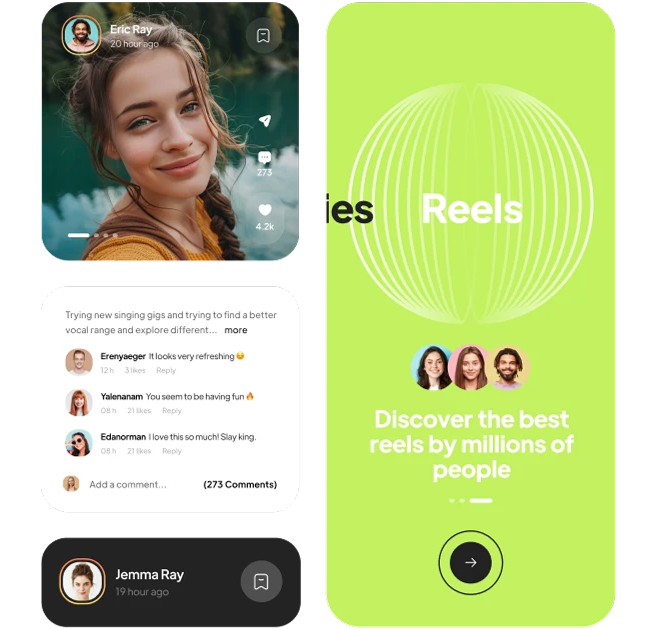 Eric Ray
20 hour ago
273
4.2k
Trying new singing gigs and trying to find a better
vocal range and explore different... more
Erenyaeger It looks very refreshing 😏
12 h 3 likes Reply
Yalenanam You seem to be having fun 🔥
08 h 21 likes Reply
Edanorman I love this so much! Slay king.
08 h 21 likes Reply
Add a comment... (273 Comments)
Jemma Ray
19 hour ago
ies Reels
Discover the best
reels by millions of
people